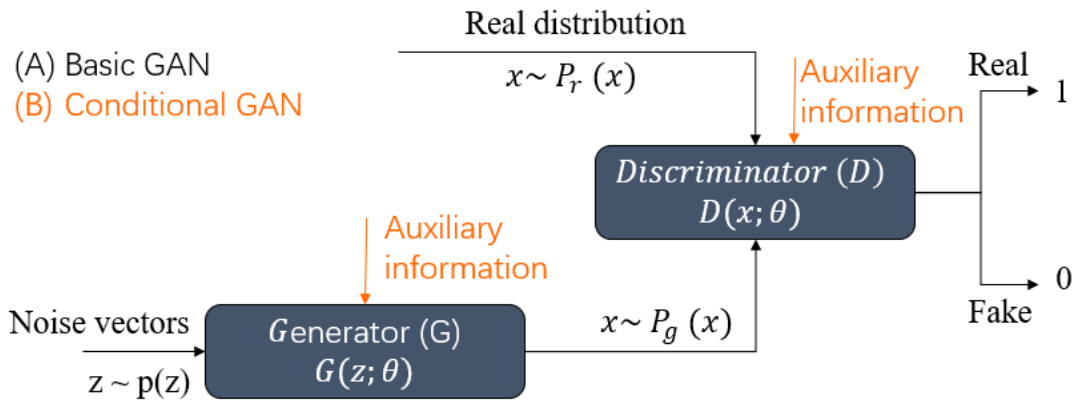 (A) Basic GAN
(B) Conditional GAN
Real distribution
x~ P_r (x)
Auxiliary
information
Real
1
Discriminator (D)
D(x; θ)
0
Fake
Auxiliary
information
Noise vectors
z ~ p(z)
Generator (G)
G(z; θ)
x~ P_g (x)